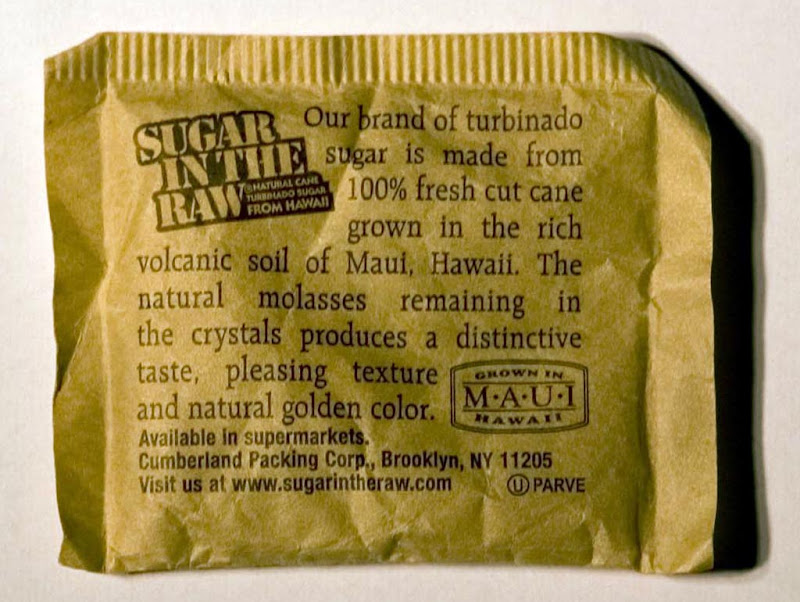 SUGAR
IN THE
RAW
®NATURAL CANE
TURBINADO SUGAR
FROM HAWAII
Our brand of turbinado
sugar is made from
100% fresh cut cane
grown in the rich
volcanic soil of Maui, Hawaii. The
natural molasses remaining in
the crystals produces a distinctive
taste, pleasing texture
and natural golden color.
GROWN IN
M·A·U·I
HAWAII
Available in supermarkets.
Cumberland Packing Corp., Brooklyn, NY 11205
Visit us at www.sugarintheraw.com
Ⓤ PARVE